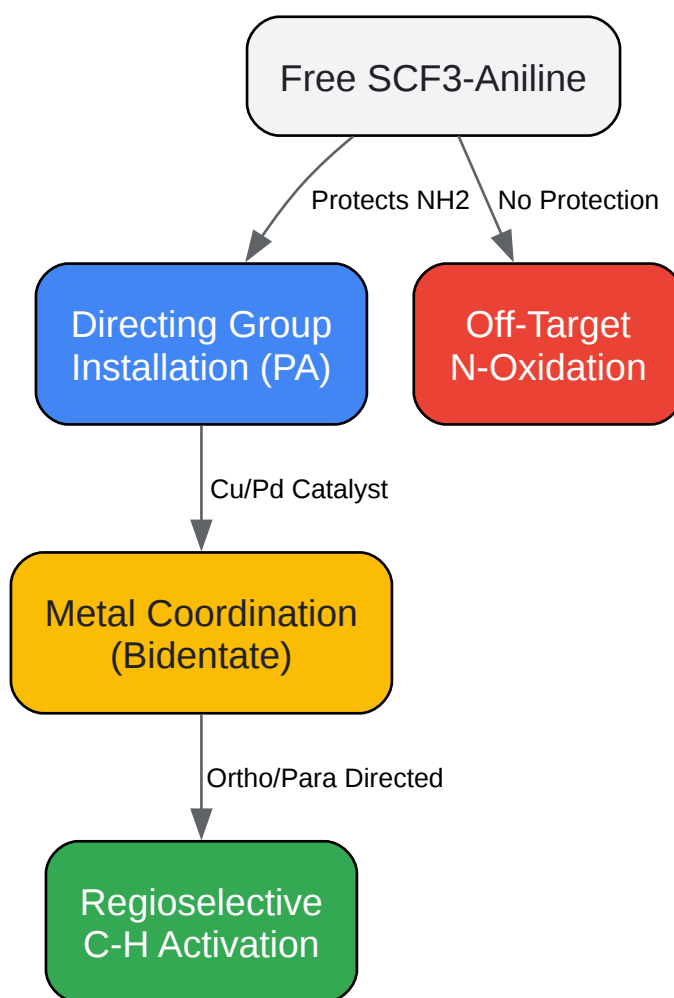 Free SCF3-Aniline
Protects NH2
No Protection
Directing Group
Installation (PA)
Off-Target
N-Oxidation
Cu/Pd Catalyst
Metal Coordination
(Bidentate)
Ortho/Para Directed
Regioselective
C-H Activation